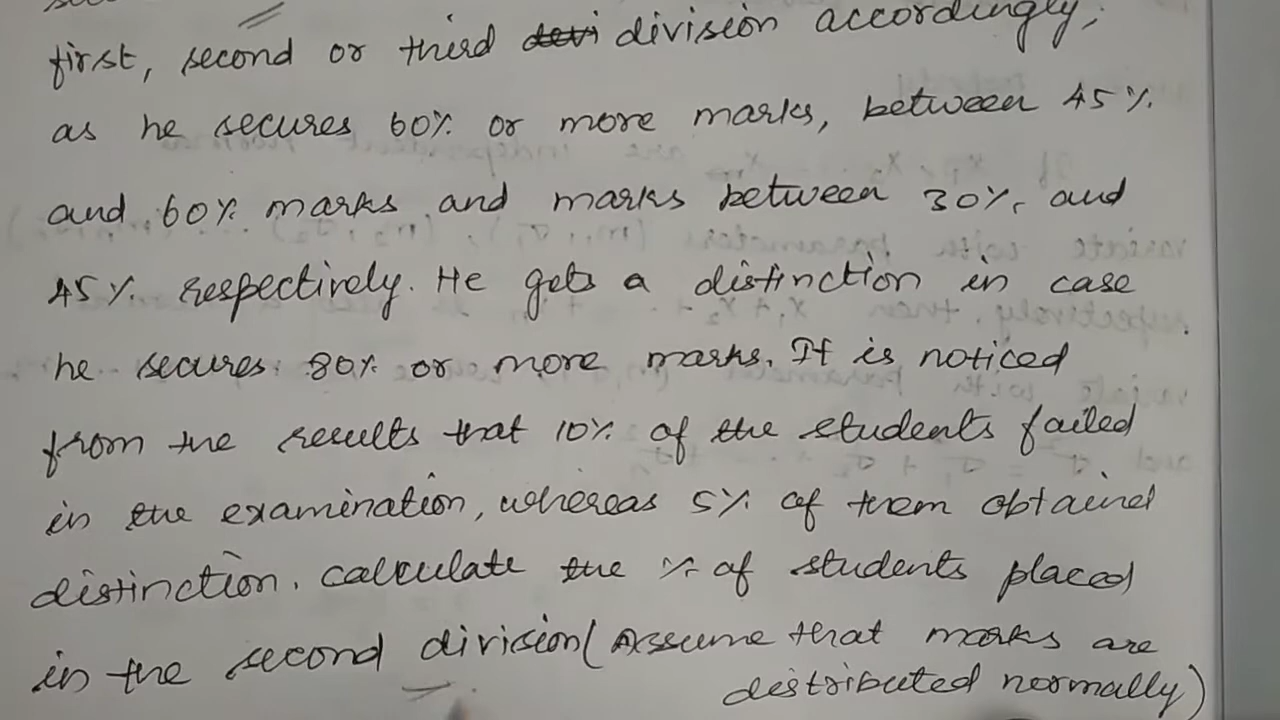 first, second or third devi division accordingly,
as he secures 60% or more marks, between 45%
and 60% marks and marks between 30% and
45% respectively. He gets a distinction in case
he secures 80% or more marks. It is noticed
from the results that 10% of the students failed
in the examination, whereas 5% of them obtained
distinction. calculate the % of students placed
in the second division (Assume that marks are
distributed normally)